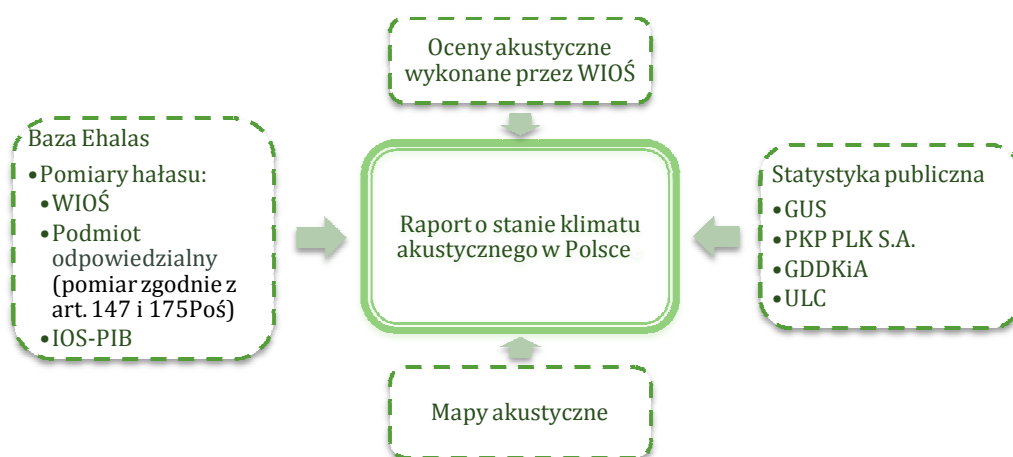 Oceny akustyczne
wykonane przez WIOŚ
Baza Ehalas
•Pomiary hałasu:
•WIOŚ
•Podmiot
odpowiedzialny
(pomiar zgodnie z
art. 147 i 175Poś)
•IOS-PIB
Raport o stanie klimatu
akustycznego w Polsce
Statystyka publiczna
•GUS
•PKP PLK S.A.
•GDDKiA
•ULC
Mapy akustyczne